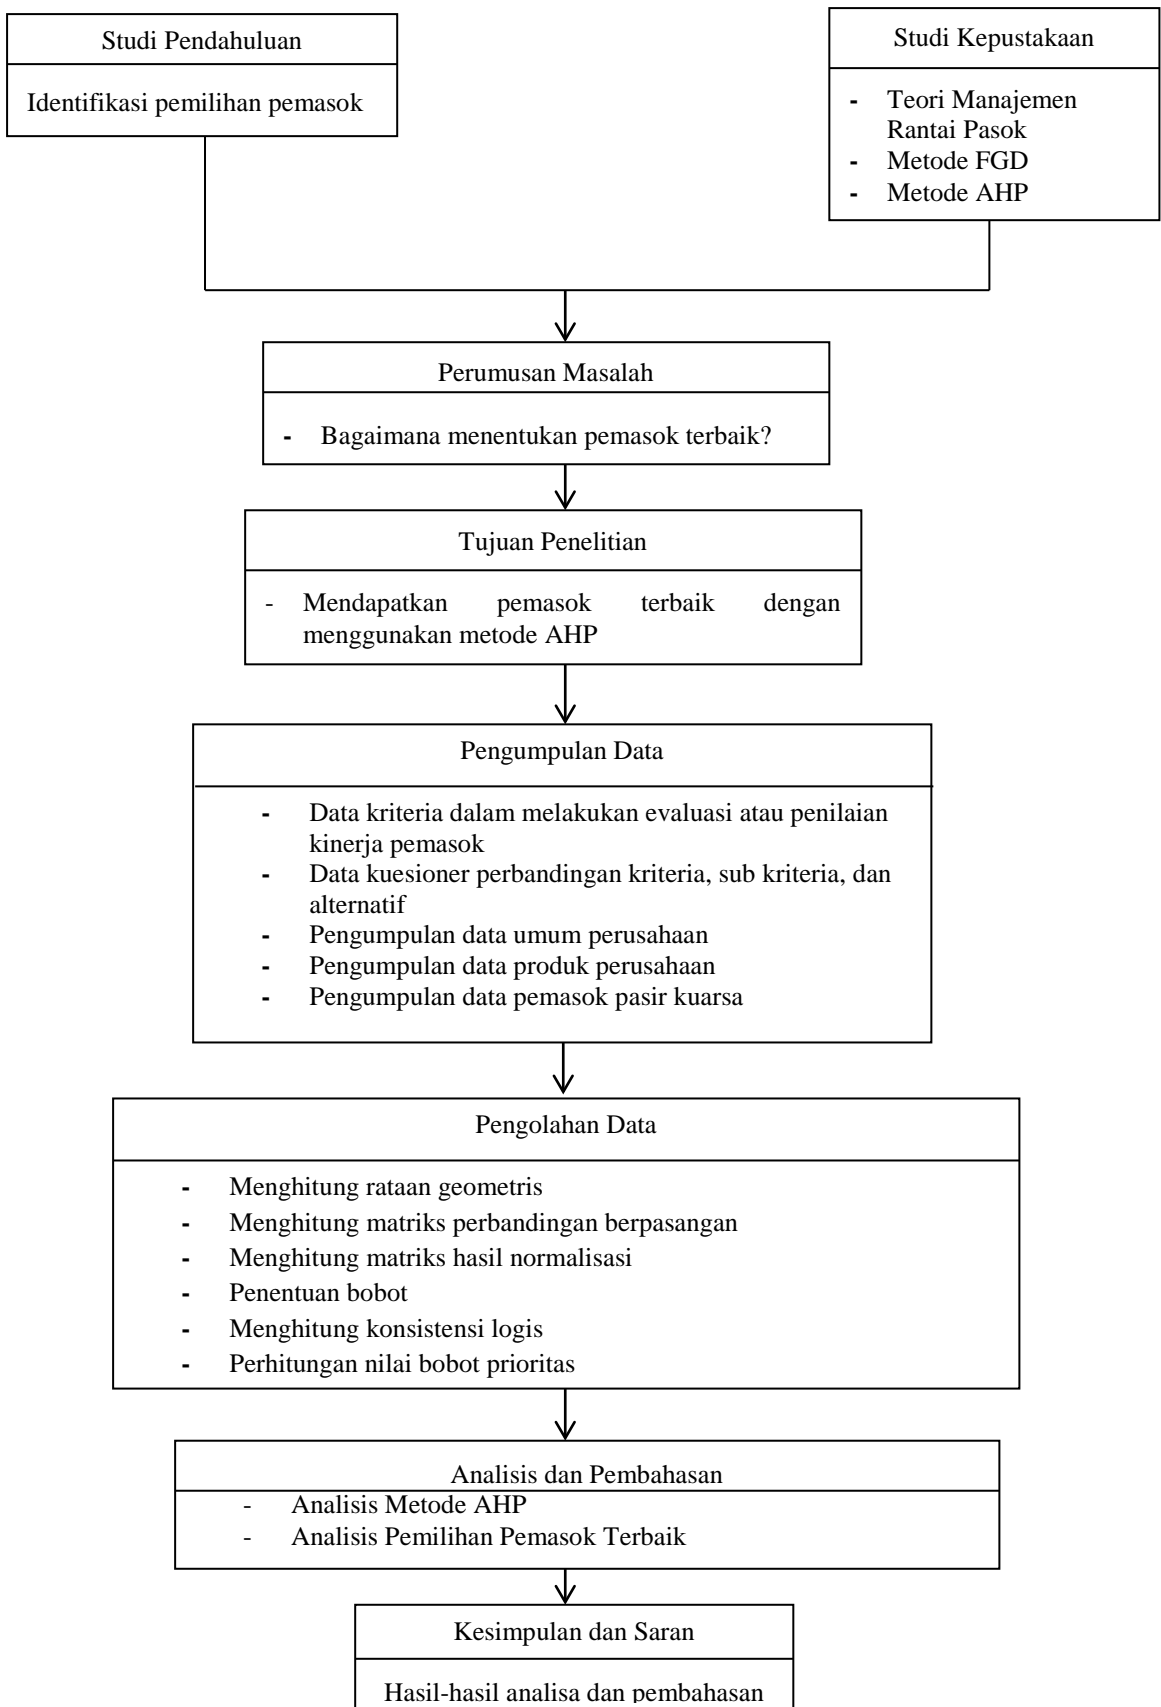 Studi Pendahuluan
Identifikasi pemilihan pemasok
Studi Kepustakaan
- Teori Manajemen
Rantai Pasok
- Metode FGD
- Metode AHP
Perumusan Masalah
- Bagaimana menentukan pemasok terbaik?
Tujuan Penelitian
- Mendapatkan pemasok terbaik dengan
menggunakan metode AHP
Pengumpulan Data
- Data kriteria dalam melakukan evaluasi atau penilaian
kinerja pemasok
- Data kuesioner perbandingan kriteria, sub kriteria, dan
alternatif
- Pengumpulan data umum perusahaan
- Pengumpulan data produk perusahaan
- Pengumpulan data pemasok pasir kuarsa
Pengolahan Data
- Menghitung rataan geometris
- Menghitung matriks perbandingan berpasangan
- Menghitung matriks hasil normalisasi
- Penentuan bobot
- Menghitung konsistensi logis
- Perhitungan nilai bobot prioritas
Analisis dan Pembahasan
- Analisis Metode AHP
- Analisis Pemilihan Pemasok Terbaik
Kesimpulan dan Saran
Hasil-hasil analisa dan pembahasan